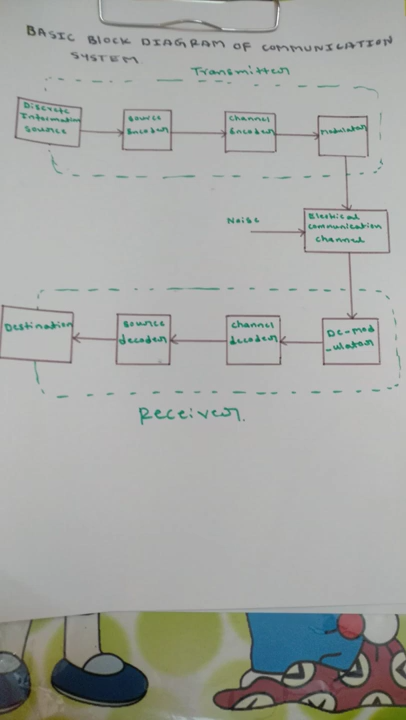 BASIC BLOCK DIAGRAM OF COMMUNICATION
SYSTEM.
Transmitter
Discrete
Information
source
source
Encoder
channel
Encoder
Modulator
Noise
Electrical
communication
channel
Destination
source
decoder
channel
decoder
De-mod
-ulator
Receiver.